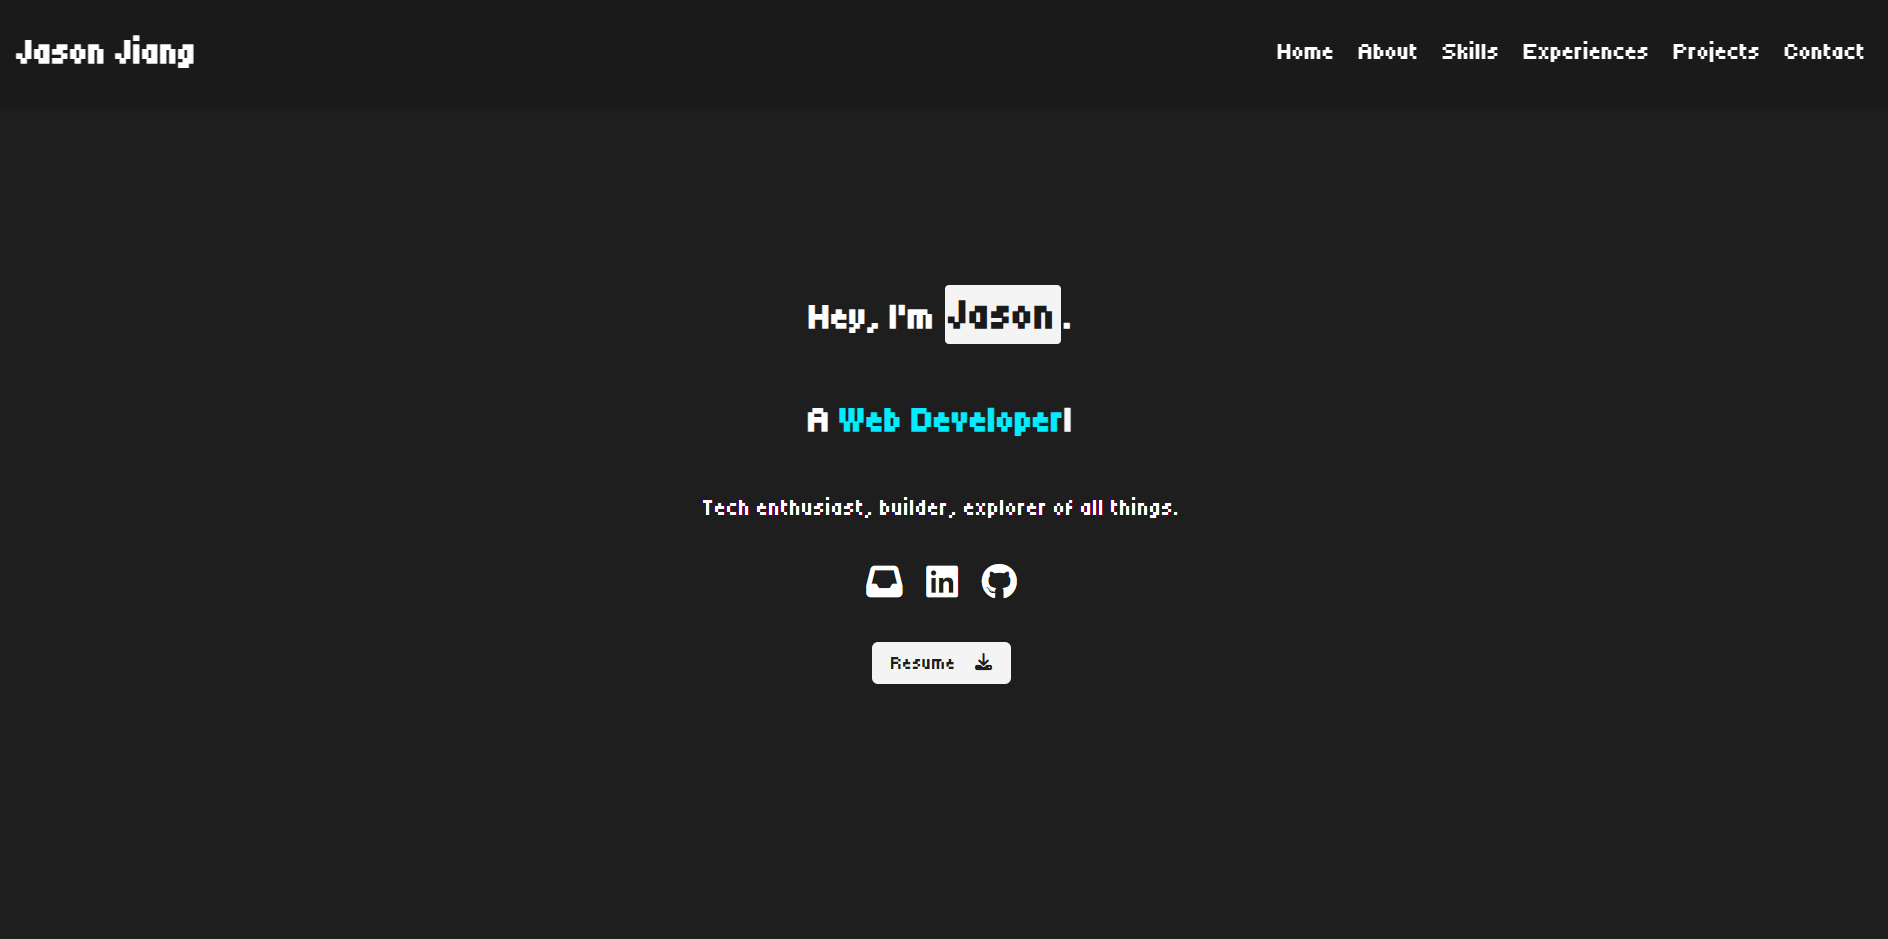 Jason Jiang
Home About Skills Experiences Projects Contact
Hey, I'm Jason.
A Web Developer|
Tech enthusiast, builder, explorer of all things.
in
Resume